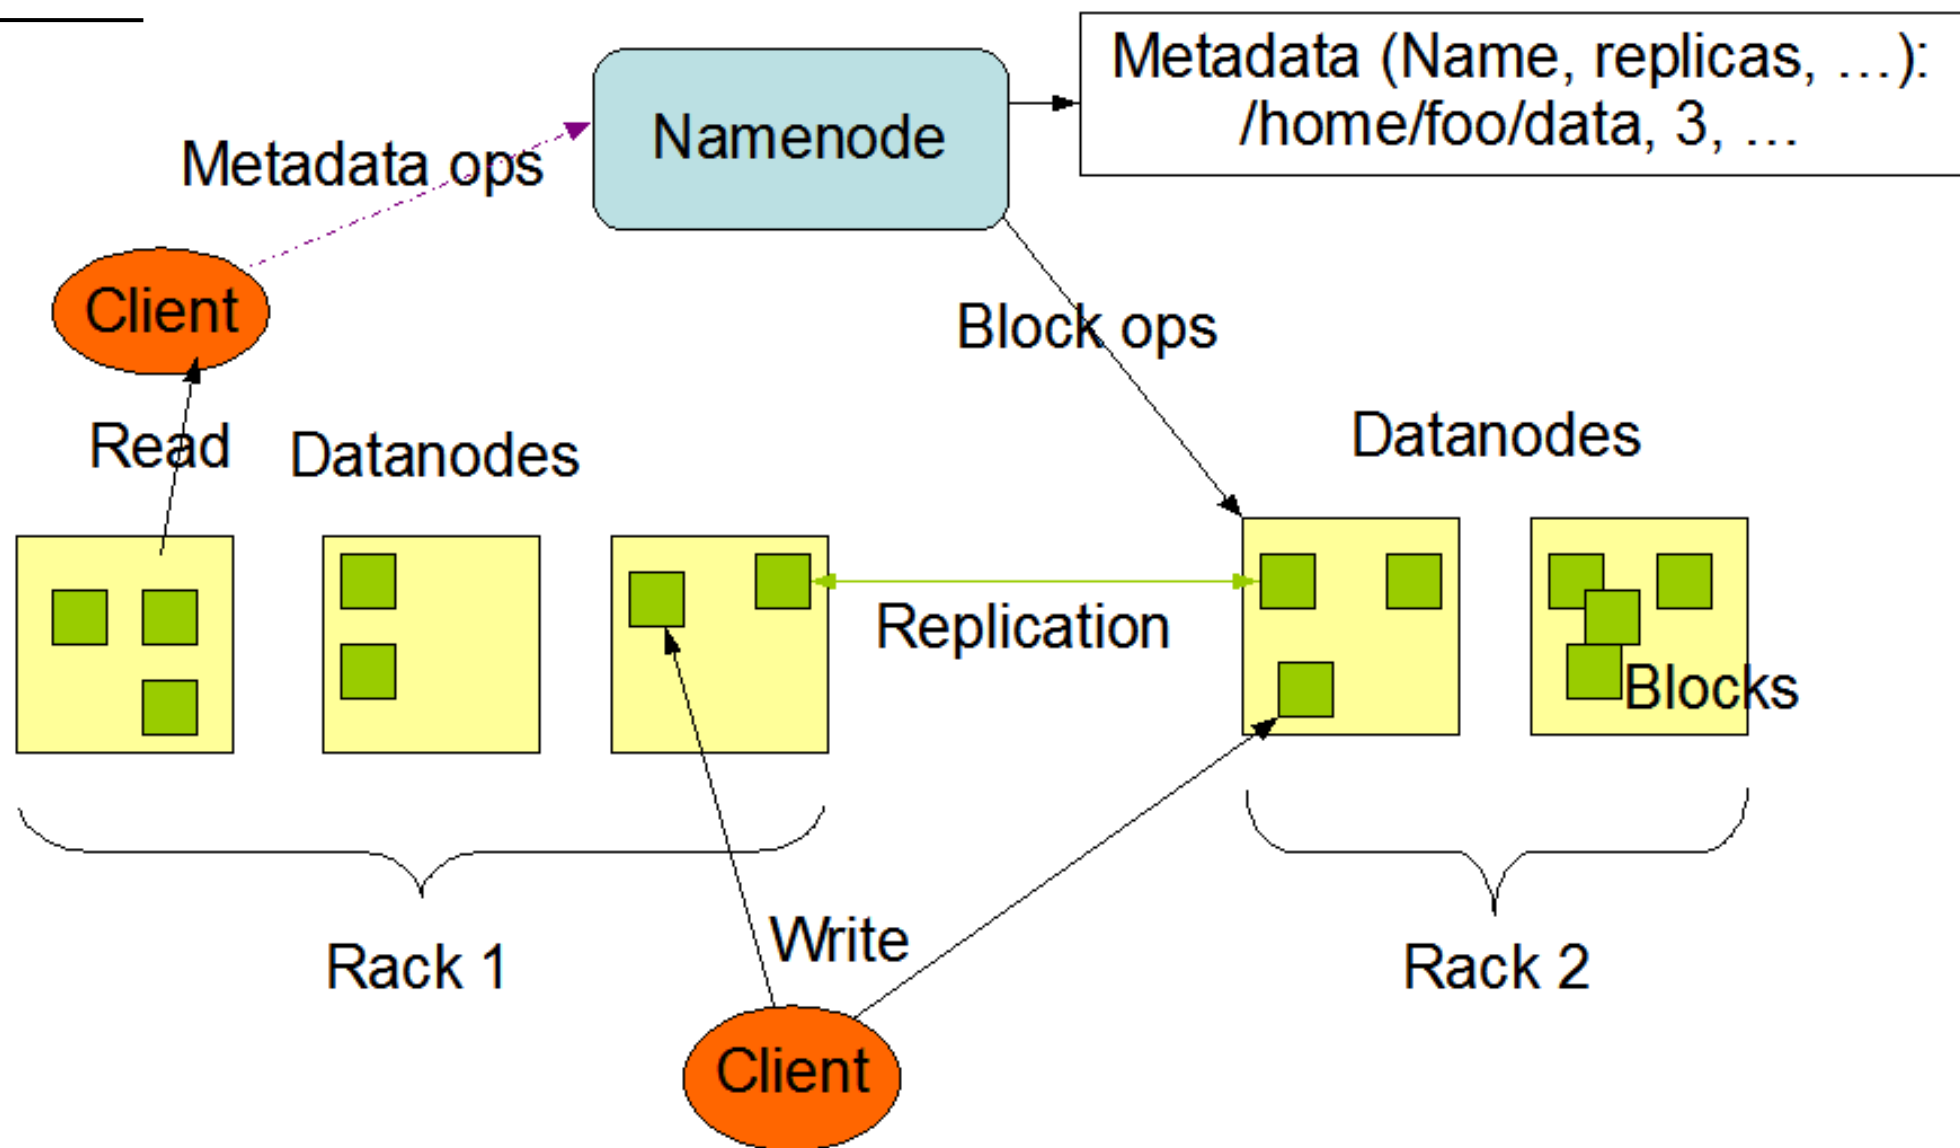 Metadata (Name, replicas, ...):
/home/foo/data, 3, ...
Namenode
Metadata ops
Client
Block ops
Read
Datanodes
Datanodes
Replication
Blocks
Rack 1
Write
Rack 2
Client